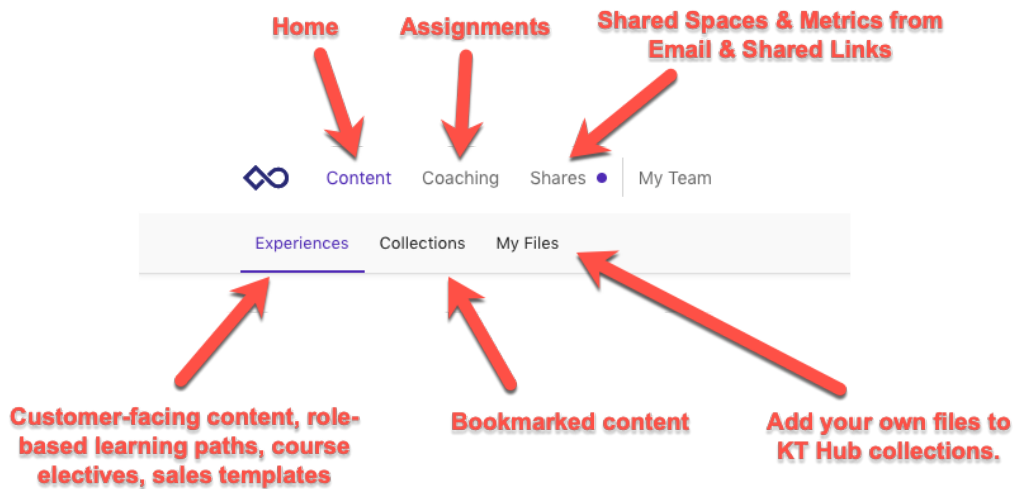 Home
Assignments
Shared Spaces & Metrics from
Email & Shared Links
Content
Coaching
Shares
My Team
Experiences
Collections
My Files
Customer-facing content, role-
based learning paths, course
electives, sales templates
Bookmarked content
Add your own files to
KT Hub collections.